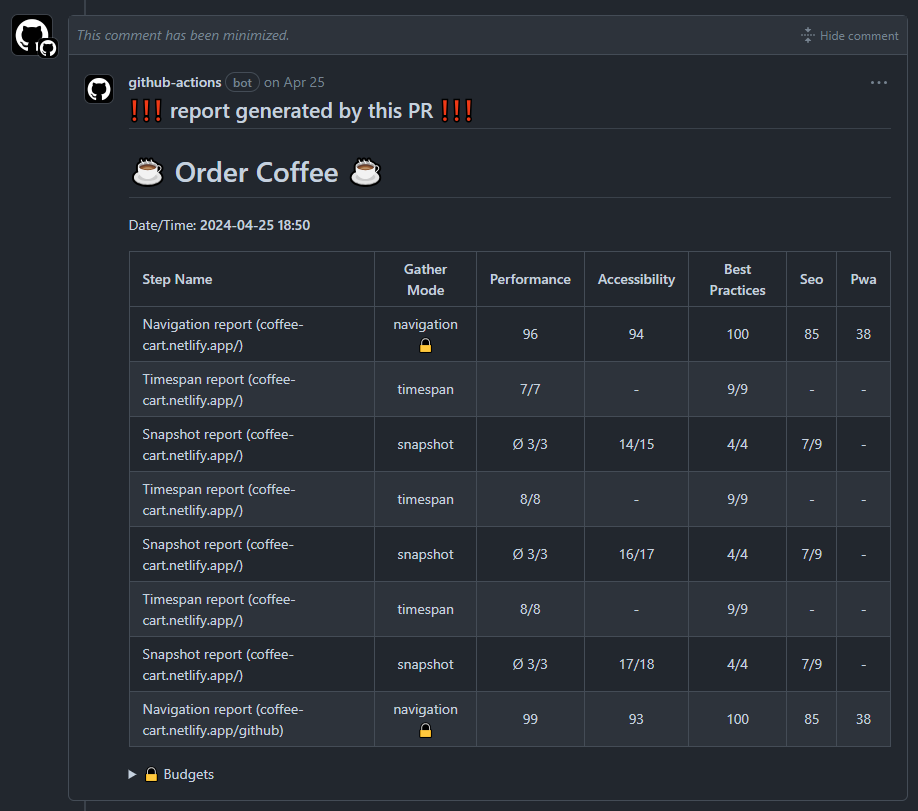 This comment has been minimized.
Hide comment
github-actions bot on Apr 25
❗❗❗ report generated by this PR ❗❗❗
☕ Order Coffee ☕
Date/Time: 2024-04-25 18:50
Step Name Gather Mode Performance Accessibility Best Practices Seo Pwa
Navigation report (coffee-
cart.netlify.app/) navigation 🔒 96 94 100 85 38
Timespan report (coffee-
cart.netlify.app/) timespan 7/7 - 9/9 - -
Snapshot report (coffee-
cart.netlify.app/) snapshot Ø 3/3 14/15 4/4 7/9 -
Timespan report (coffee-
cart.netlify.app/) timespan 8/8 - 9/9 - -
Snapshot report (coffee-
cart.netlify.app/) snapshot Ø 3/3 16/17 4/4 7/9 -
Timespan report (coffee-
cart.netlify.app/) timespan 8/8 - 9/9 - -
Snapshot report (coffee-
cart.netlify.app/) snapshot Ø 3/3 17/18 4/4 7/9 -
Navigation report (coffee-
cart.netlify.app/github) navigation 🔒 99 93 100 85 38
🔒 Budgets